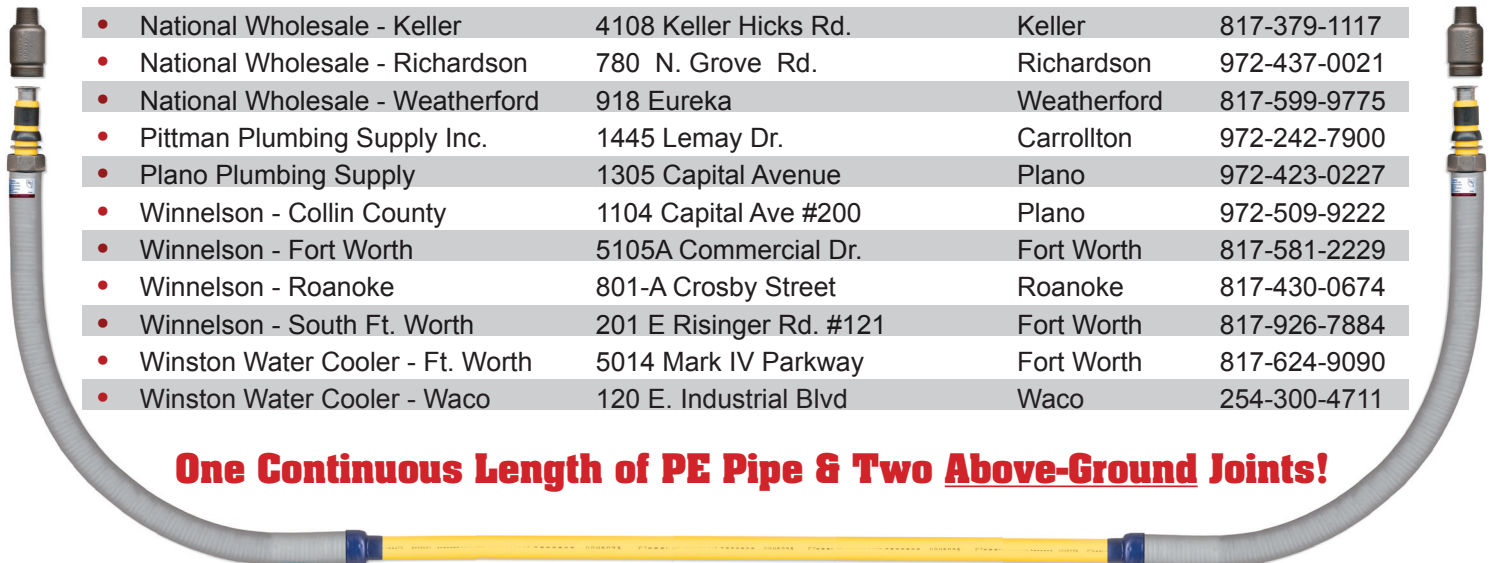 • National Wholesale - Keller 4108 Keller Hicks Rd. Keller 817-379-1117
• National Wholesale - Richardson 780 N. Grove Rd. Richardson 972-437-0021
• National Wholesale - Weatherford 918 Eureka Weatherford 817-599-9775
• Pittman Plumbing Supply Inc. 1445 Lemay Dr. Carrollton 972-242-7900
• Plano Plumbing Supply 1305 Capital Avenue Plano 972-423-0227
• Winnelson - Collin County 1104 Capital Ave #200 Plano 972-509-9222
• Winnelson - Fort Worth 5105A Commercial Dr. Fort Worth 817-581-2229
• Winnelson - Roanoke 801-A Crosby Street Roanoke 817-430-0674
• Winnelson - South Ft. Worth 201 E Risinger Rd. #121 Fort Worth 817-926-7884
• Winston Water Cooler - Ft. Worth 5014 Mark IV Parkway Fort Worth 817-624-9090
• Winston Water Cooler - Waco 120 E. Industrial Blvd Waco 254-300-4711
One Continuous Length of PE Pipe & Two Above-Ground Joints!